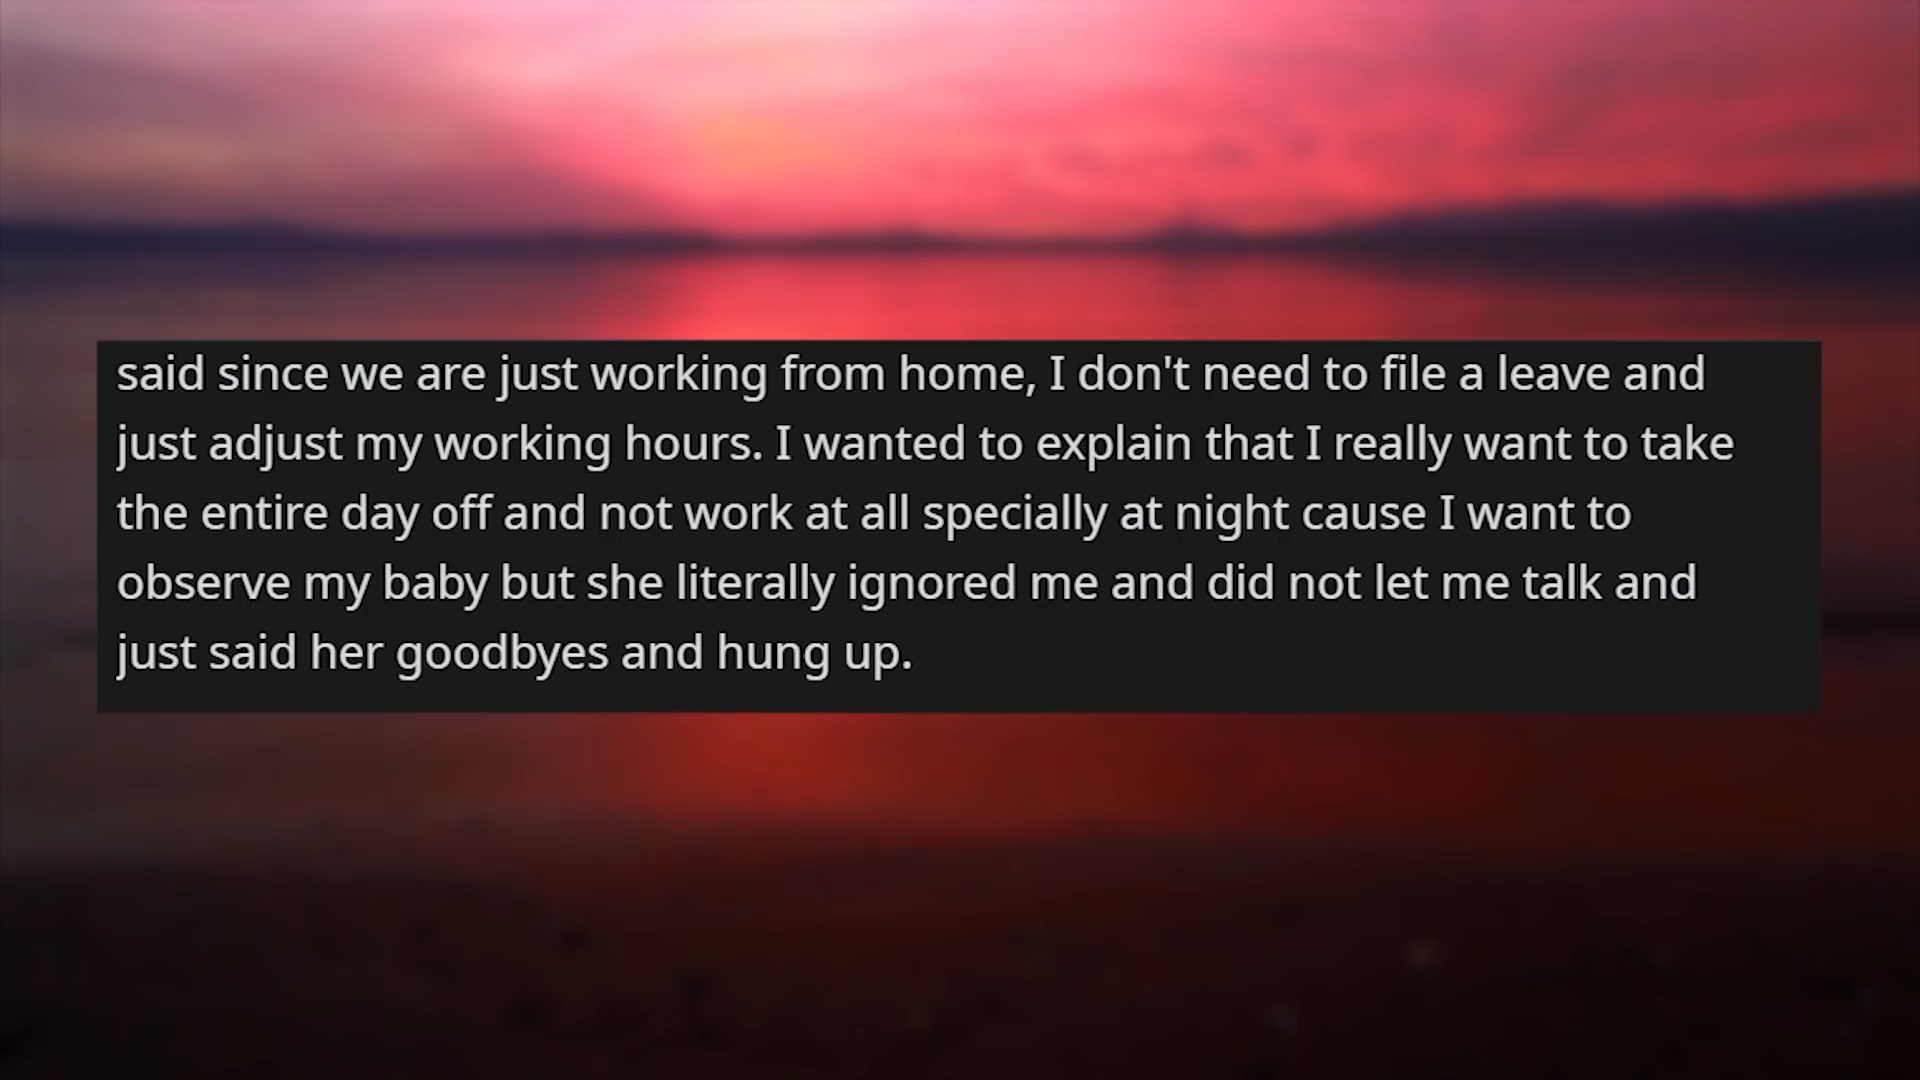 said since we are just working from home, I don't need to file a leave and
just adjust my working hours. I wanted to explain that I really want to take
the entire day off and not work at all specially at night cause I want to
observe my baby but she literally ignored me and did not let me talk and
just said her goodbyes and hung up.